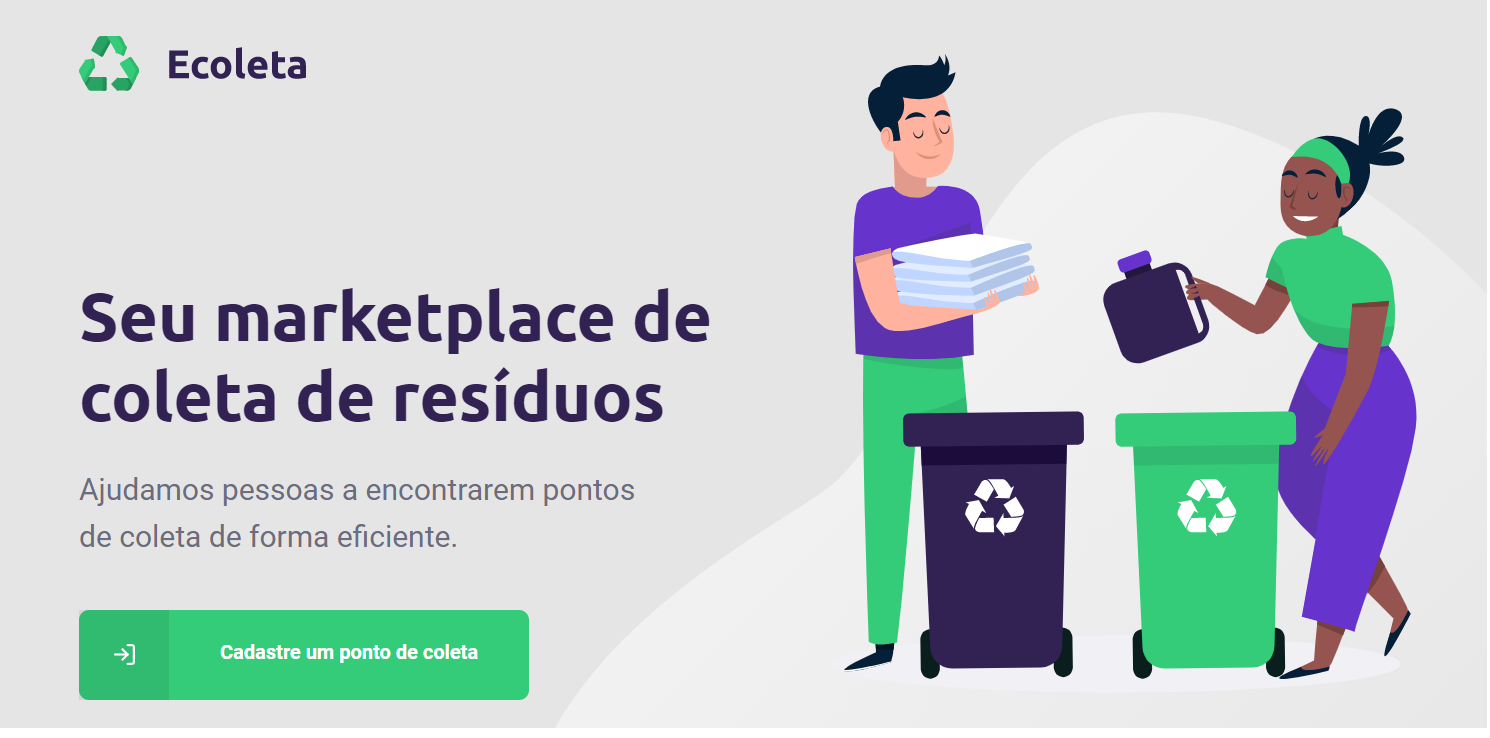 Ecoleta
Seu marketplace de
coleta de resíduos
Ajudamos pessoas a encontrarem pontos
de coleta de forma eficiente.
Cadastre um ponto de coleta